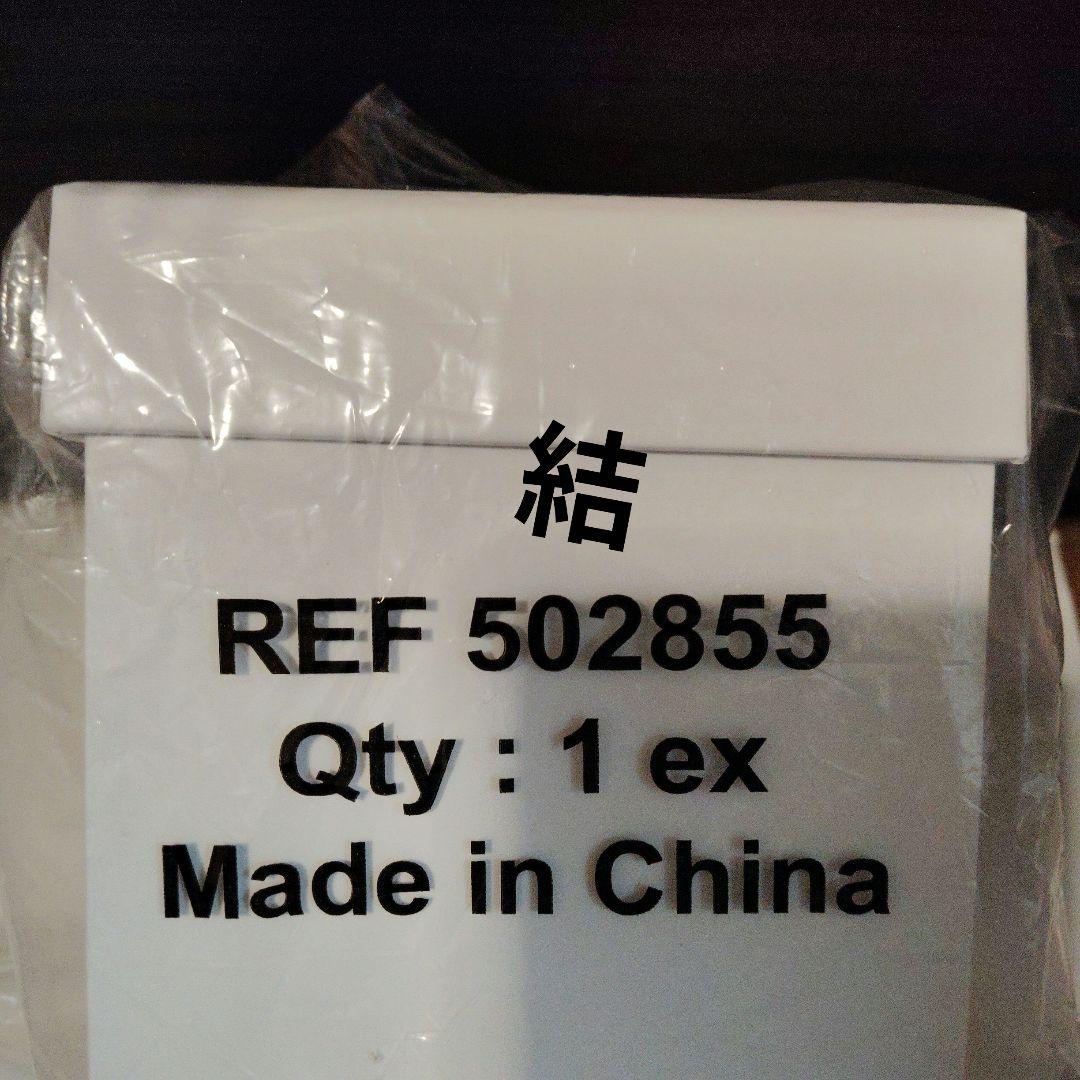 結
REF 502855
Qty : 1 ex
Made in China